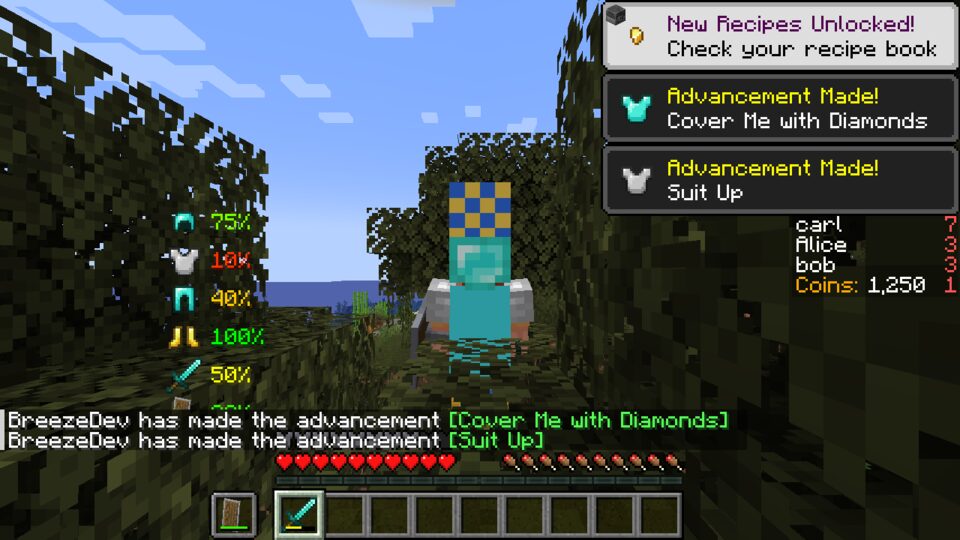 New Recipes Unlocked!
Check your recipe book
Advancement Made!
Cover Me with Diamonds
Advancement Made!
Suit Up
carl 7
Alice 3
bob 3
Coins: 1,250 1
75%
10%
40%
100%
50%
BreezeDev has made the advancement [Cover Me with Diamonds]
BreezeDev has made the advancement [Suit Up]